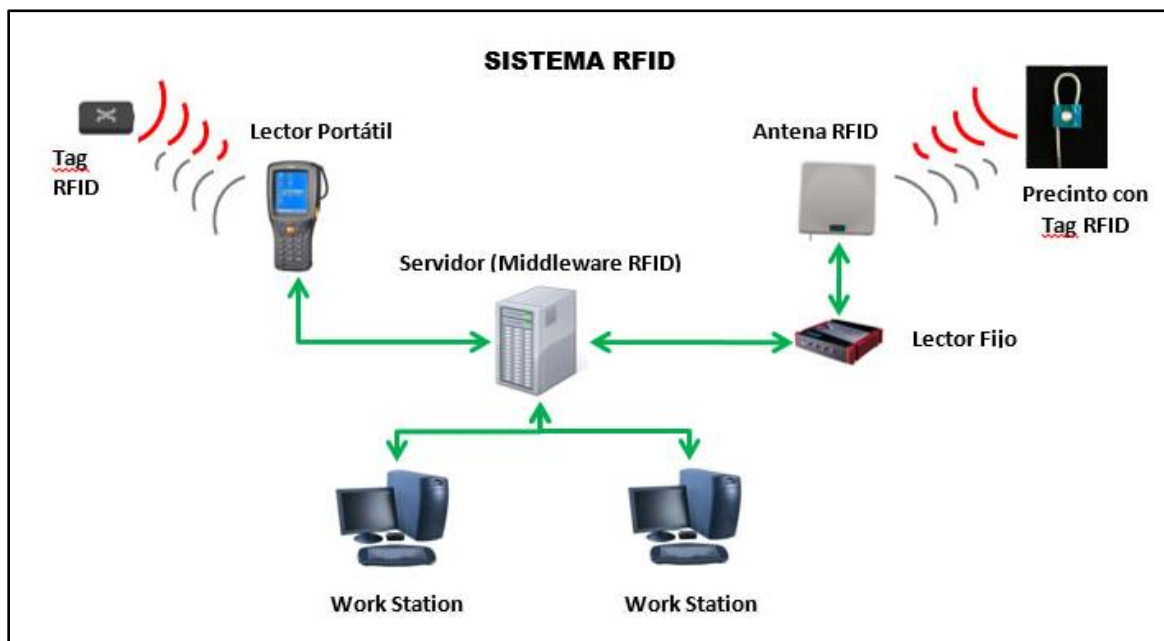 SISTEMA RFID
Lector Portátil
Antena RFID
Tag
RFID
Precinto con
Tag RFID
Servidor (Middleware RFID)
Lector Fijo
Work Station
Work Station